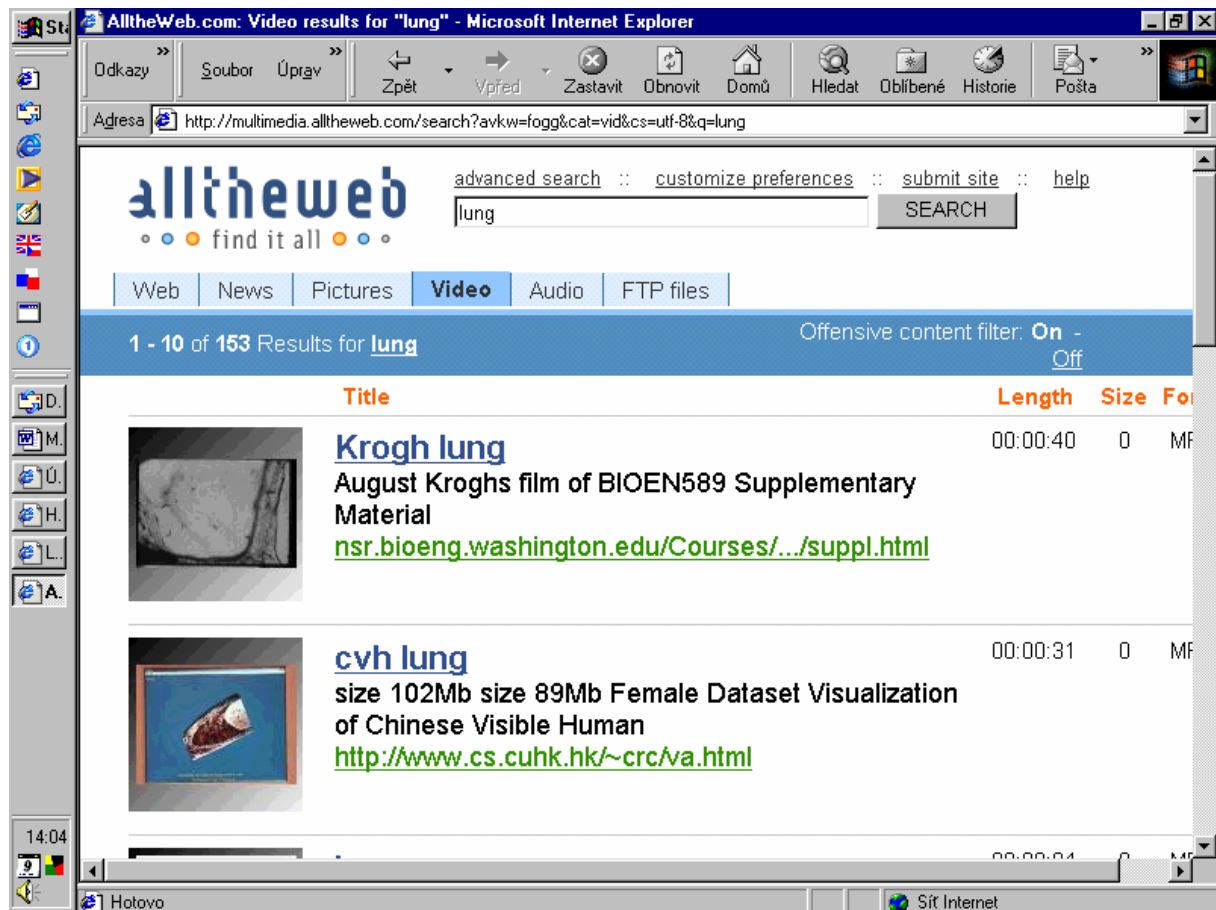 Sta
AlltheWeb.com: Video results for "lung" - Microsoft Internet Explorer
Odkazy » Soubor Úprav » Zpět Vpřed Zastavit Obnovit Domů Hledat Oblíbené Historie Pošta »
Adresa http://multimedia.alltheweb.com/search?avkw=fogg&cat=vid&cs=utf-8&q=lung
alltheweb
find it all
advanced search :: customize preferences :: submit site :: help
lung SEARCH
Web News Pictures Video Audio FTP files
1 - 10 of 153 Results for lung
Offensive content filter: On -
Off
Title Length Size For
Krogh lung 00:00:40 0 MP
August Kroghs film of BIOEN589 Supplementary
Material
nsr.bioeng.washington.edu/Courses/.../suppl.html
cvh lung 00:00:31 0 MP
size 102Mb size 89Mb Female Dataset Visualization
of Chinese Visible Human
http://www.cs.cuhk.hk/~crc/va.html
D.
M.
Ú.
H.
L..
A.
14:04
9
Hotovo Síť Internet